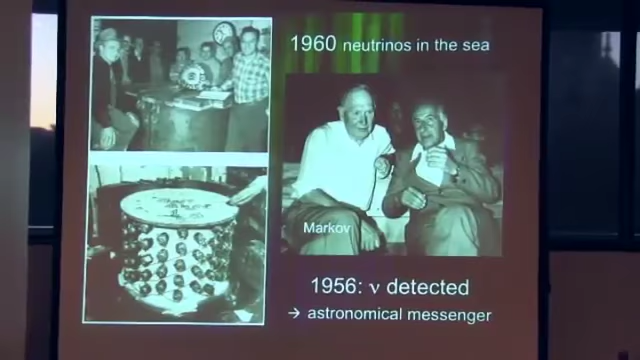 1960 neutrinos in the sea
Markov
1956: ν detected
→ astronomical messenger